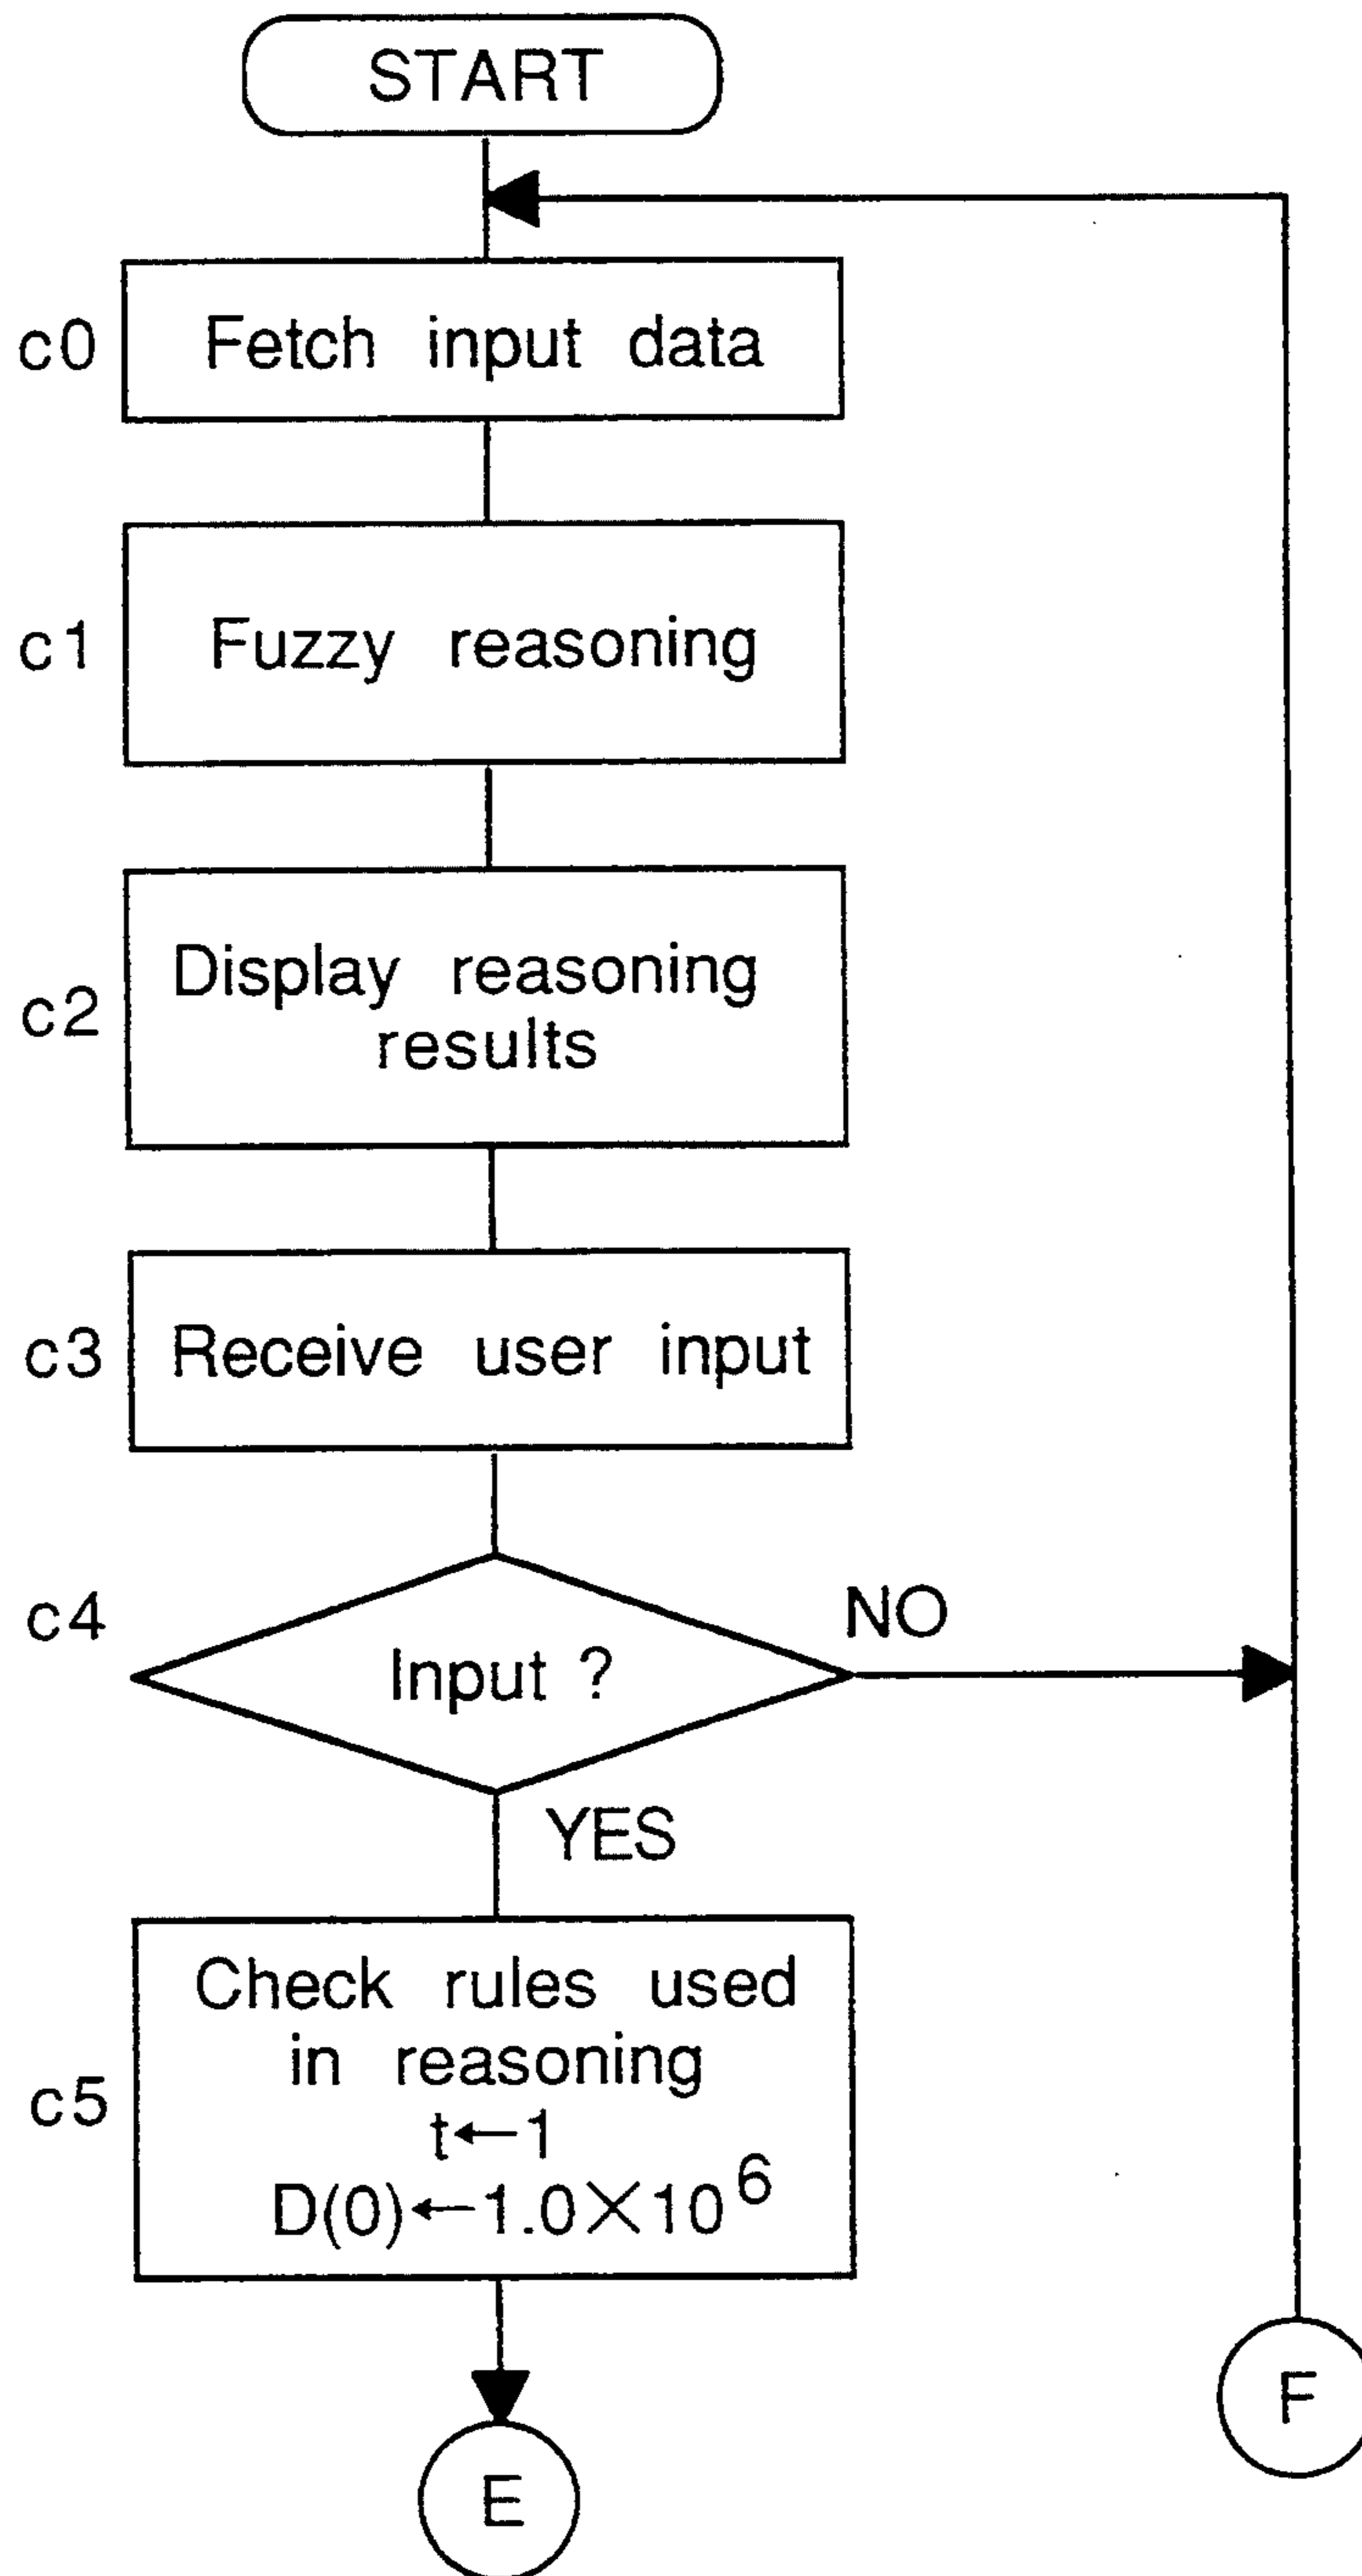 START
c0
Fetch input data
c1
Fuzzy reasoning
c2
Display reasoning
results
c3
Receive user input
c4
Input ?
NO
YES
c5
Check rules used
in reasoning
t←1
D(0)←1.0×10⁶
F
E